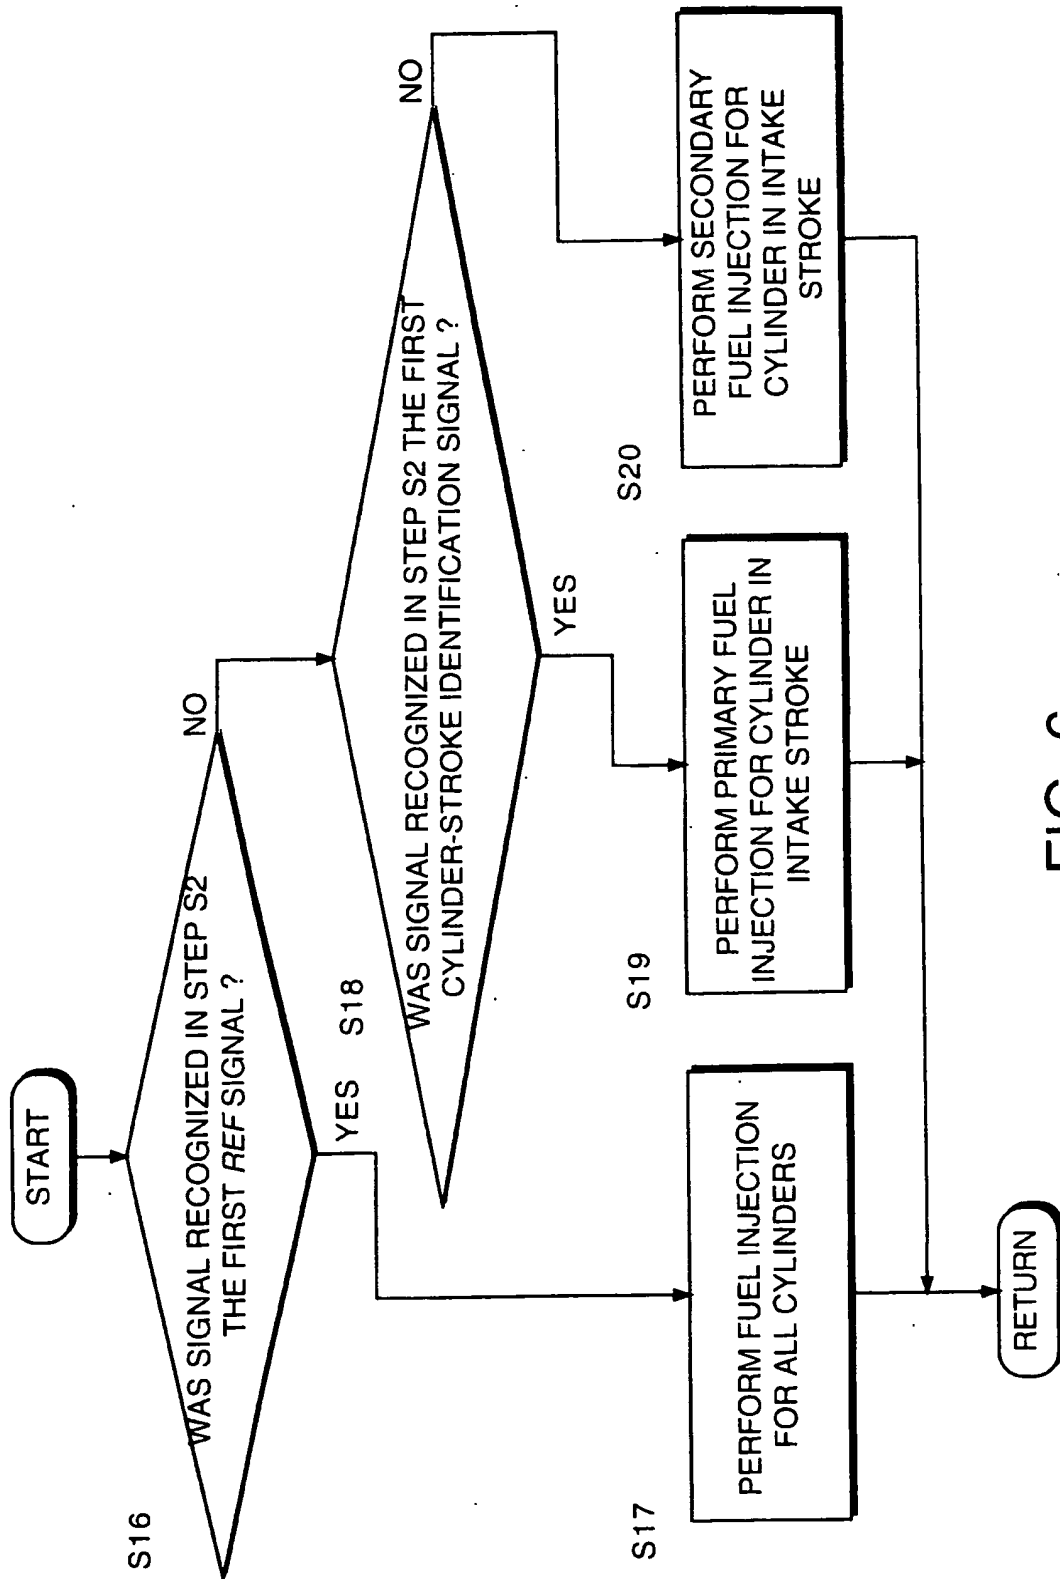 START
S16
WAS SIGNAL RECOGNIZED IN STEP S2
THE FIRST REF SIGNAL ?
NO
YES
S18
WAS SIGNAL RECOGNIZED IN STEP S2 THE FIRST
CYLINDER-STROKE IDENTIFICATION SIGNAL ?
NO
YES
S17
PERFORM FUEL INJECTION
FOR ALL CYLINDERS
S19
PERFORM PRIMARY FUEL
INJECTION FOR CYLINDER IN
INTAKE STROKE
S20
PERFORM SECONDARY
FUEL INJECTION FOR
CYLINDER IN INTAKE
STROKE
RETURN
FIG.